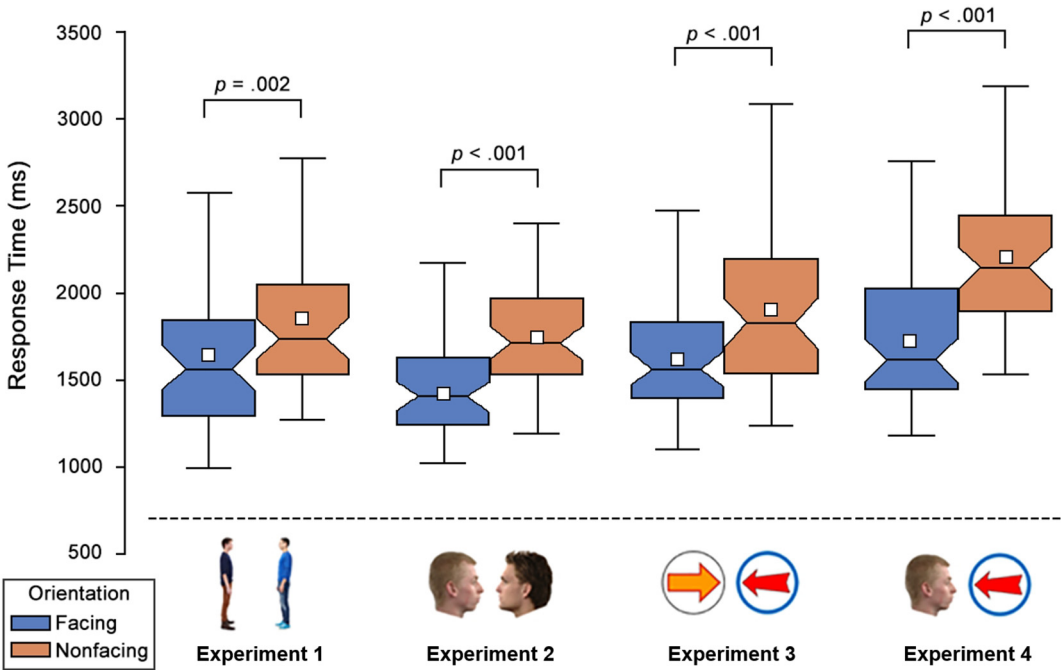 3500
3000
2500
2000
1500
1000
500
Response Time (ms)
p = .002
p < .001
p < .001
p < .001
Orientation
Facing
Nonfacing
Experiment 1
Experiment 2
Experiment 3
Experiment 4